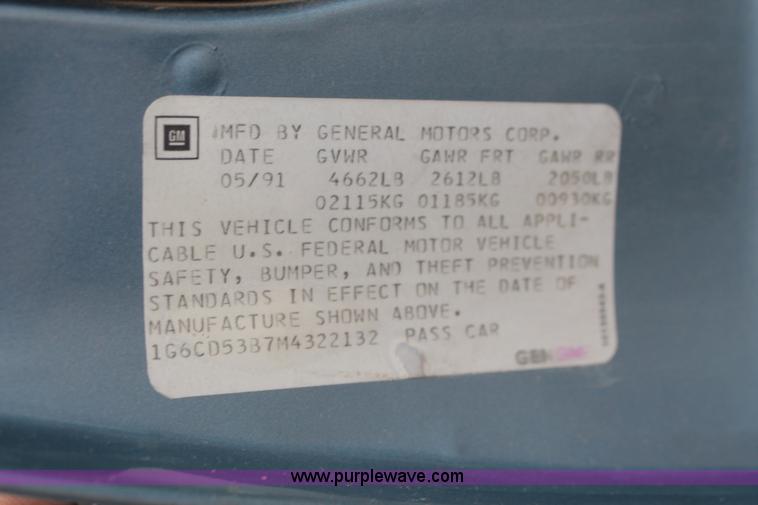 GM
MFD BY GENERAL MOTORS CORP.
DATE GVWR GAWR FRT GAWR RR
05/91 4662LB 2612LB 2050LB
02115KG 01185KG 00930KG
THIS VEHICLE CONFORMS TO ALL APPLI-
CABLE U.S. FEDERAL MOTOR VEHICLE
SAFETY, BUMPER, AND THEFT PREVENTION
STANDARDS IN EFFECT ON THE DATE OF
MANUFACTURE SHOWN ABOVE.
1G6CD53B7M4322132 PASS CAR
www.purplewave.com